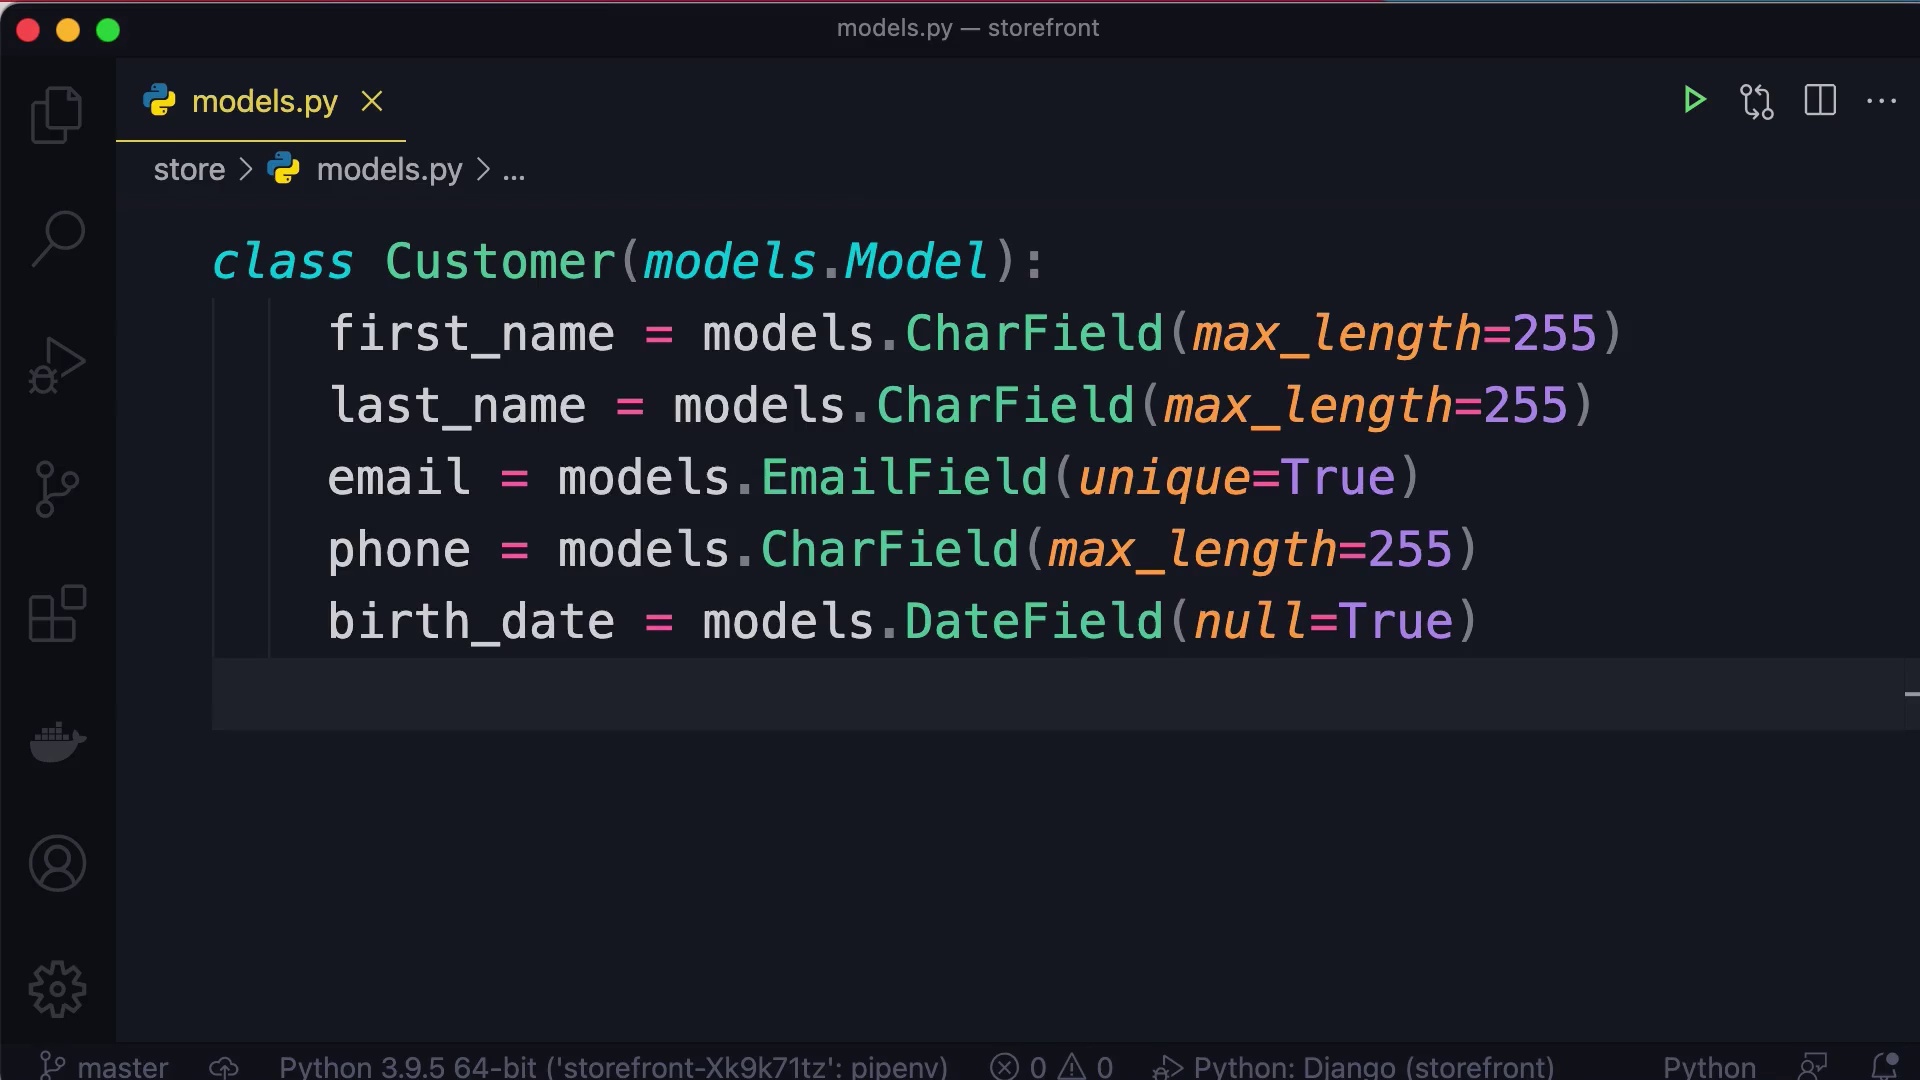 models.py — storefront
models.py
store > models.py > ...
class Customer(models.Model):
first_name = models.CharField(max_length=255)
last_name = models.CharField(max_length=255)
email = models.EmailField(unique=True)
phone = models.CharField(max_length=255)
birth_date = models.DateField(null=True)
master Python 3.9.5 64-bit ('storefront-Xk9k71tz': pipenv) 0 0 Python: Django (storefront) Python